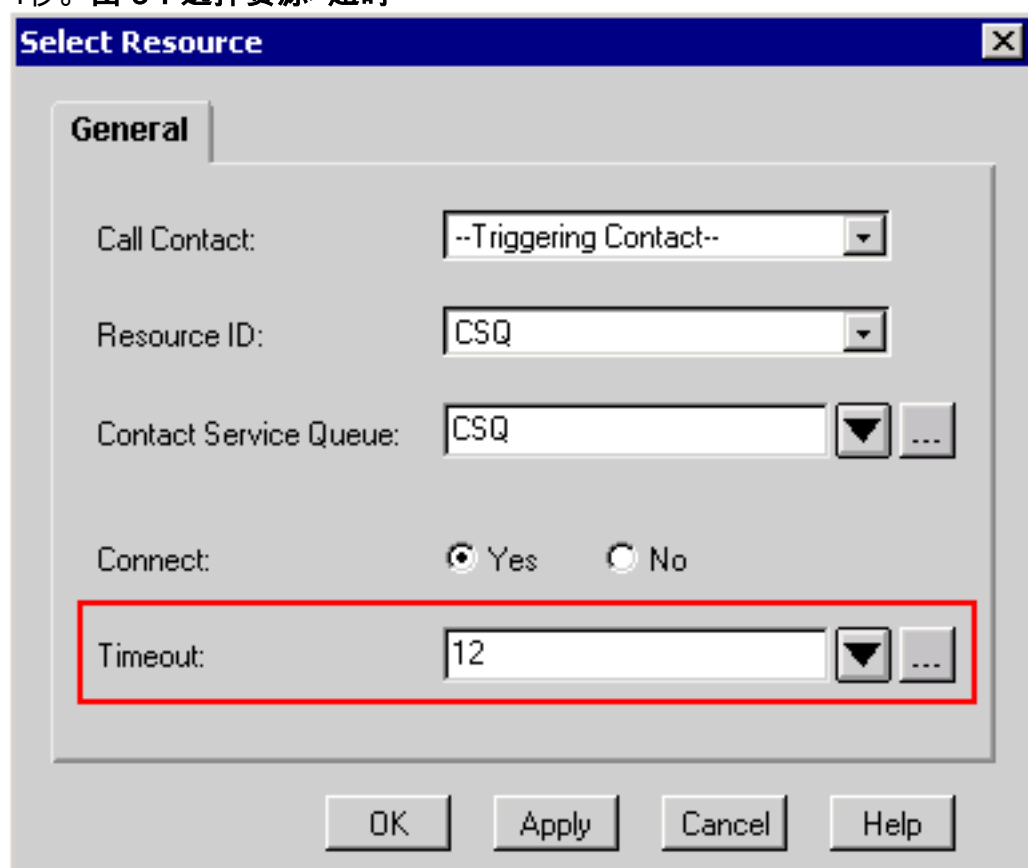 Select Resource
General
Call Contact: --Triggering Contact--
Resource ID: CSQ
Contact Service Queue: CSQ ...
Connect: Yes No
Timeout: 12 ...
OK Apply Cancel Help